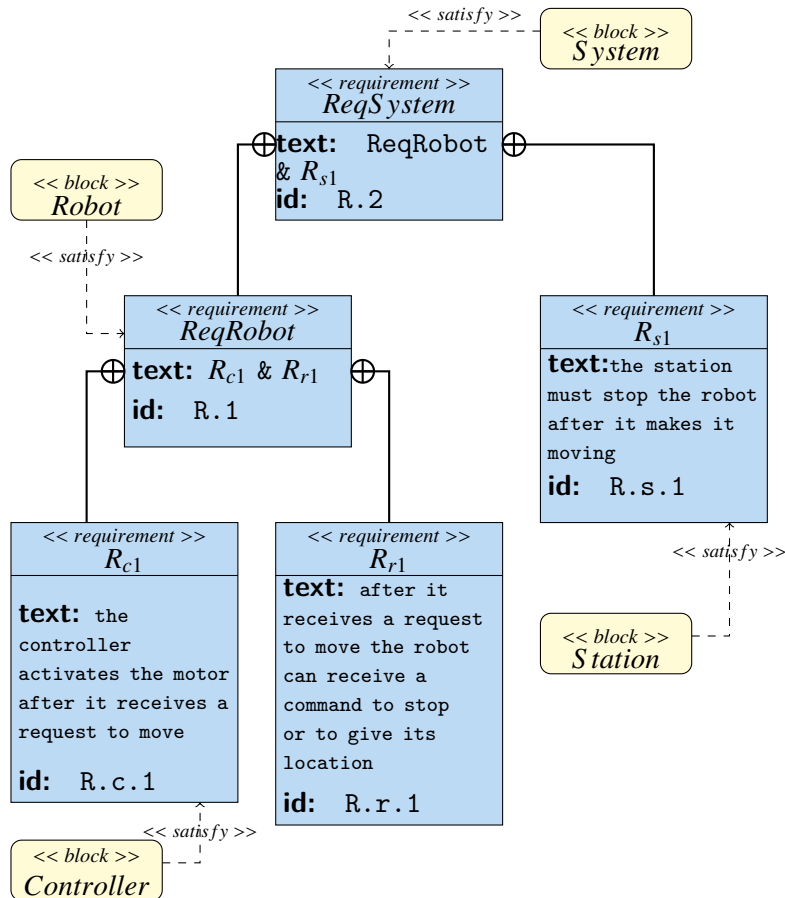 << satisfy >>
<< block >>
System
<< requirement >>
ReqSystem
text: ReqRobot
& Rs1
id: R.2
<< block >>
Robot
<< satisfy >>
<< requirement >>
ReqRobot
text: Rc1 & Rr1
id: R.1
<< requirement >>
Rs1
text:the station
must stop the robot
after it makes it
moving
id: R.s.1
<< satisfy >>
<< block >>
Station
<< requirement >>
Rc1
text: the
controller
activates the motor
after it receives a
request to move
id: R.c.1
<< requirement >>
Rr1
text: after it
receives a request
to move the robot
can receive a
command to stop
or to give its
location
id: R.r.1
<< satisfy >>
<< block >>
Controller